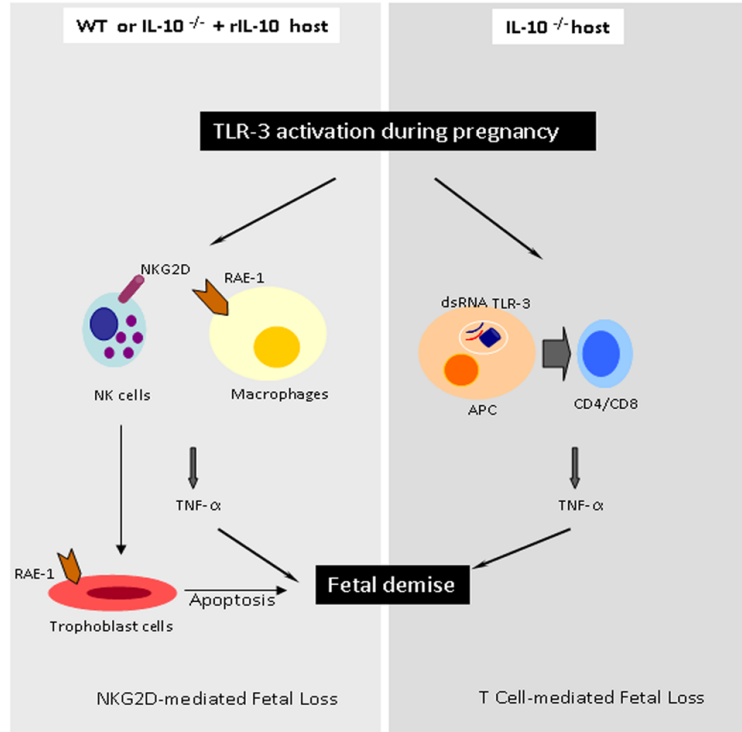 WT or IL-10 -/- + rIL-10 host
IL-10 -/- host
TLR-3 activation during pregnancy
NKG2D
RAE-1
NK cells
Macrophages
dsRNA TLR-3
APC
CD4/CD8
TNF-α
TNF-α
RAE-1
Apoptosis
Fetal demise
Trophoblast cells
NKG2D-mediated Fetal Loss
T Cell-mediated Fetal Loss